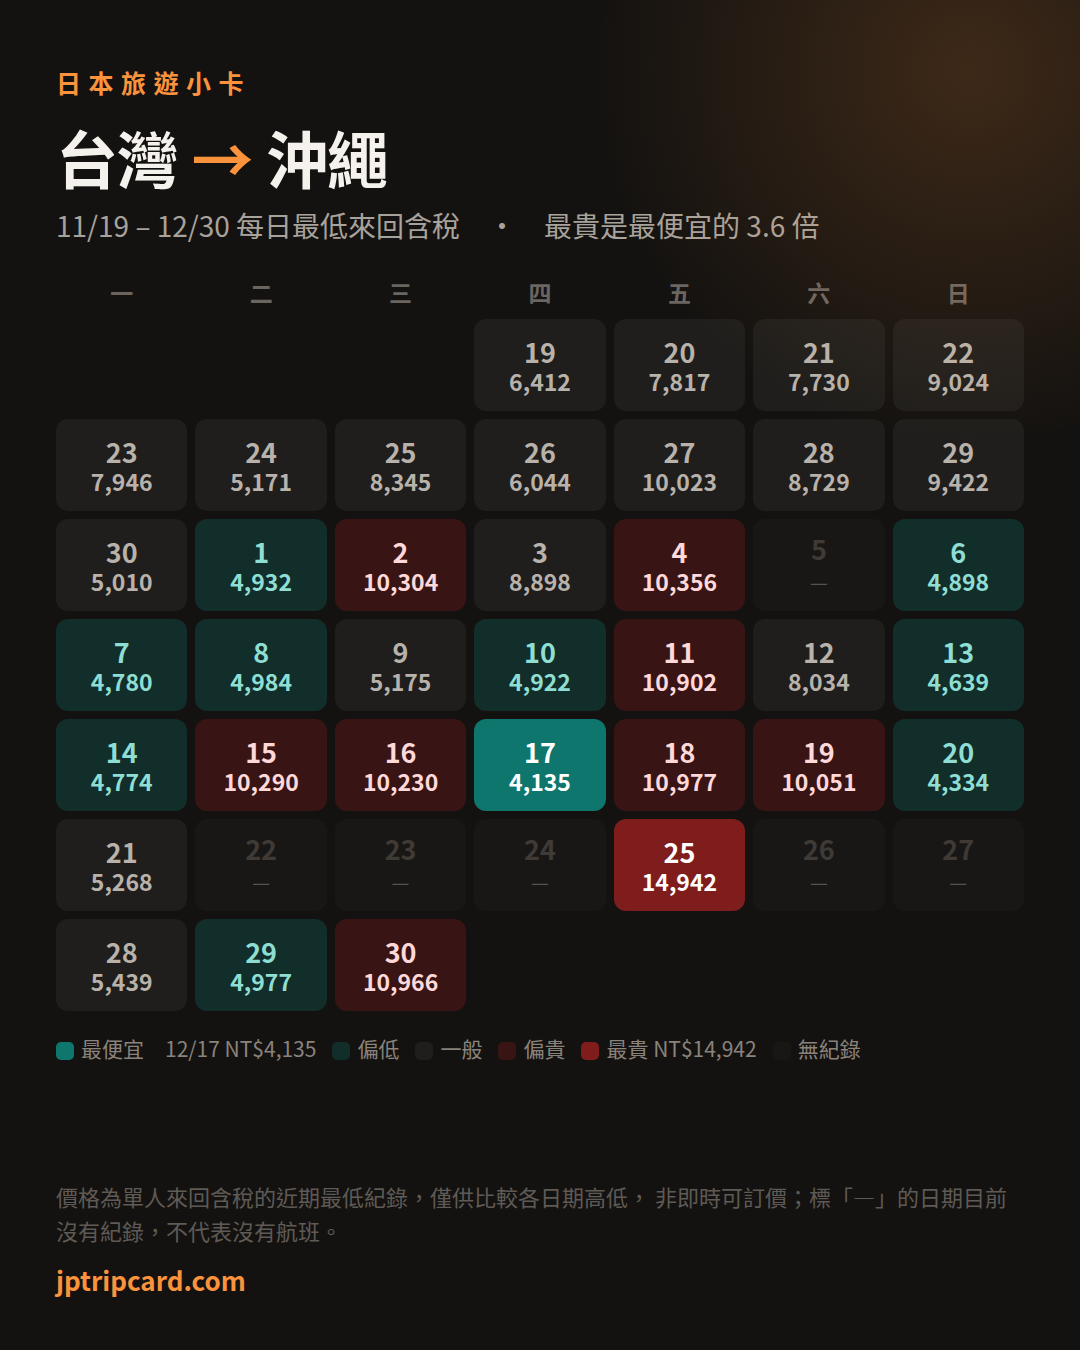 日本旅遊小卡
台灣 → 沖繩
11/19 – 12/30 每日最低來回含稅 · 最貴是最便宜的 3.6 倍
一 二 三 四 五 六 日
19 20 21 22
6,412 7,817 7,730 9,024
23 24 25 26 27 28 29
7,946 5,171 8,345 6,044 10,023 8,729 9,422
30 1 2 3 4 5 6
5,010 4,932 10,304 8,898 10,356 — 4,898
7 8 9 10 11 12 13
4,780 4,984 5,175 4,922 10,902 8,034 4,639
14 15 16 17 18 19 20
4,774 10,290 10,230 4,135 10,977 10,051 4,334
21 22 23 24 25 26 27
5,268 — — — 14,942 — —
28 29 30
5,439 4,977 10,966
最便宜 12/17 NT$4,135 偏低 一般 偏貴 最貴 NT$14,942 無紀錄
價格為單人來回含稅的近期最低紀錄，僅供比較各日期高低， 非即時可訂價；標「—」的日期目前
沒有紀錄，不代表沒有航班。
jptripcard.com